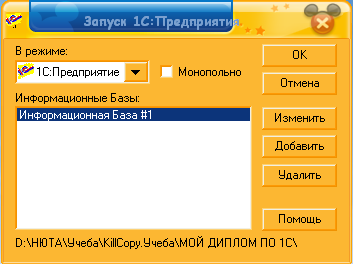 Запуск 1С:Предприятия
В режиме:
1С:Предприятие
Монопольно
OK
Отмена
Информационные Базы:
Информационная База #1
Изменить
Добавить
Удалить
Помощь
D:\НЮТА\Учеба\KillCopy.Учеба\МОЙ ДИПЛОМ ПО 1С\